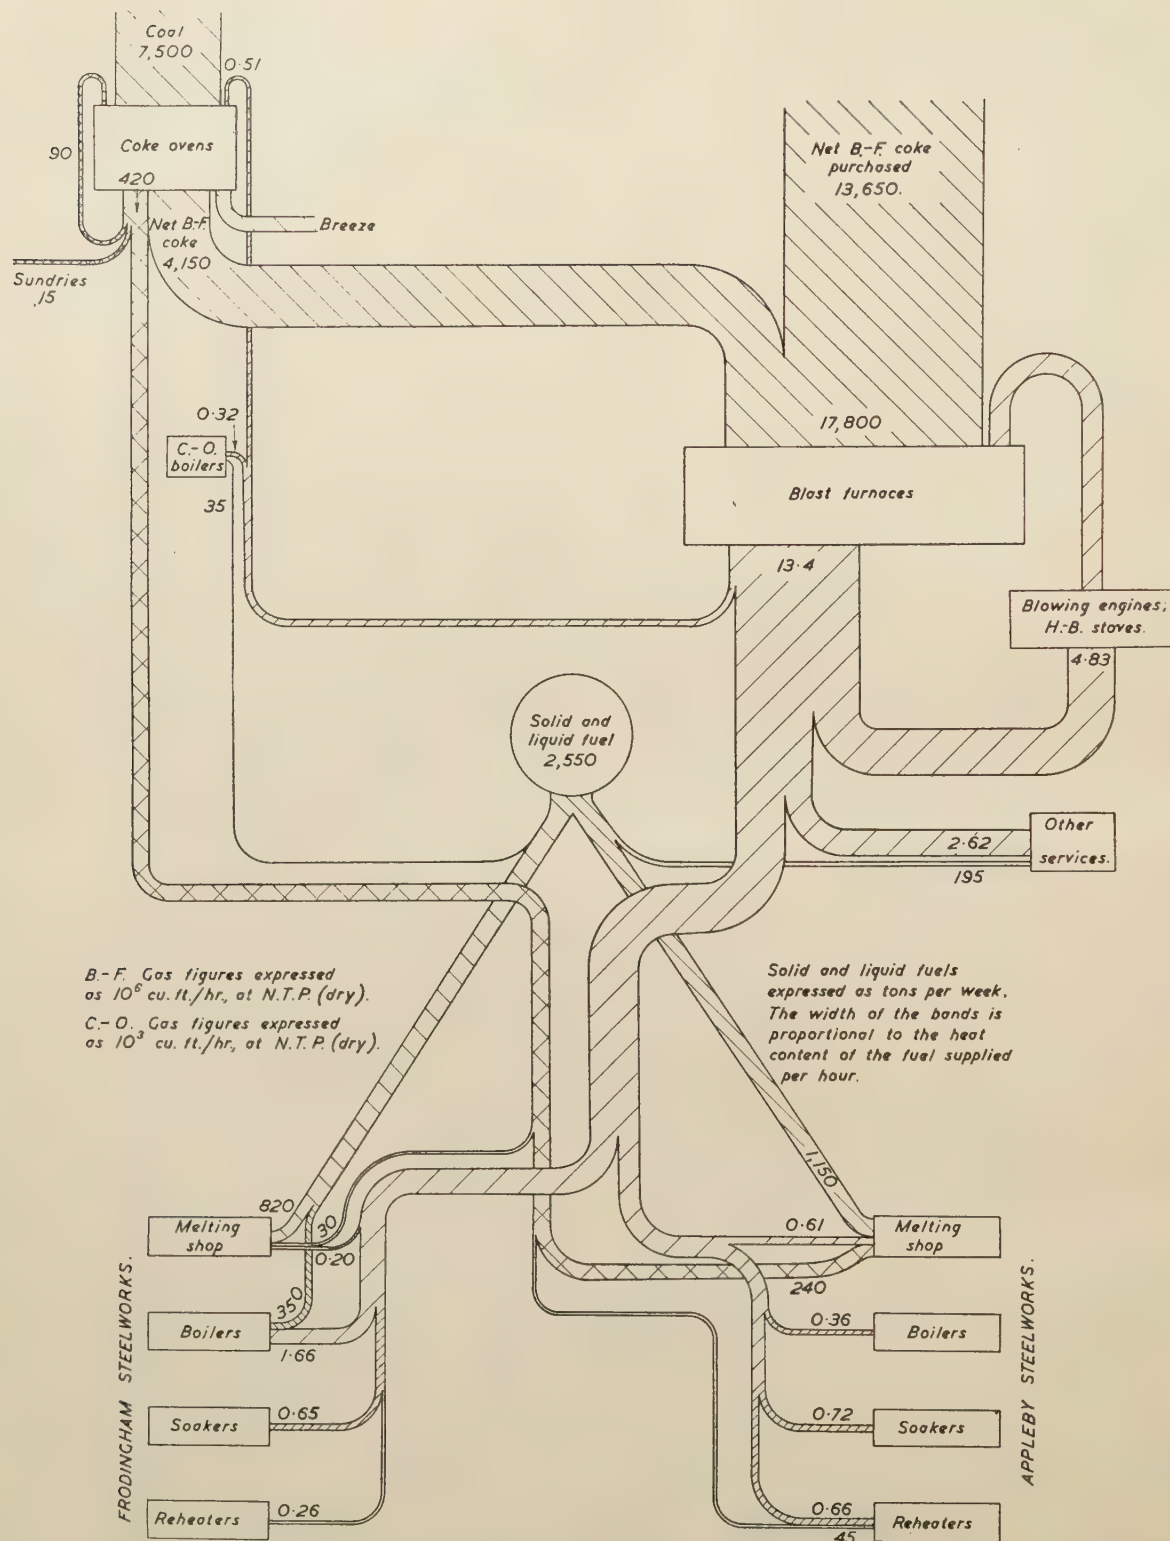 Coal
7,500
0·51
Coke ovens
90
420
Net B.-F.
coke
4,150
Breeze
Sundries
15
Net B.-F. coke
purchased
13,650.
17,800
Blast furnaces
13·4
0·32
C.-O.
boilers
35
Blowing engines;
H.-B. stoves.
4·83
Solid and
liquid fuel
2,550
Other
services.
2·62
195
B.-F. Gas figures expressed
as 10⁶ cu. ft./hr., at N.T.P. (dry).
C.-O. Gas figures expressed
as 10³ cu. ft./hr., at N.T.P. (dry).
Solid and liquid fuels
expressed as tons per week.
The width of the bands is
proportional to the heat
content of the fuel supplied
per hour.
FRODINGHAM STEELWORKS.
820
Melting
shop
30
0·20
350
Boilers
1·66
Soakers
0·65
Reheaters
0·26
1,150
0·61
Melting
shop
240
0·36
Boilers
0·72
Soakers
0·66
Reheaters
45
APPLEBY STEELWORKS.